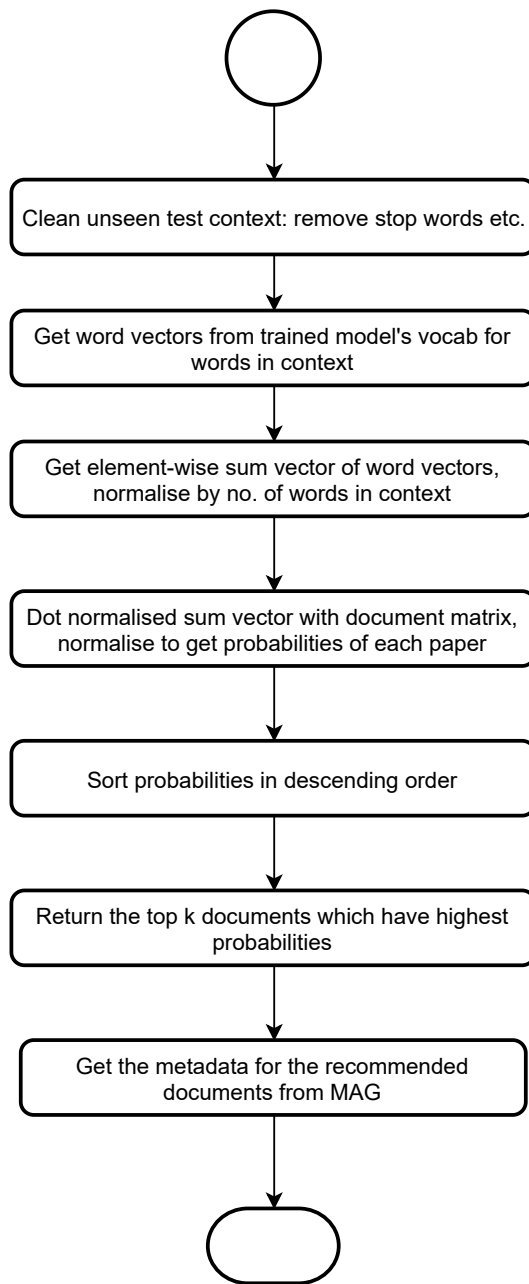 Clean unseen test context: remove stop words etc.
Get word vectors from trained model's vocab for
words in context
Get element-wise sum vector of word vectors,
normalise by no. of words in context
Dot normalised sum vector with document matrix,
normalise to get probabilities of each paper
Sort probabilities in descending order
Return the top k documents which have highest
probabilities
Get the metadata for the recommended
documents from MAG